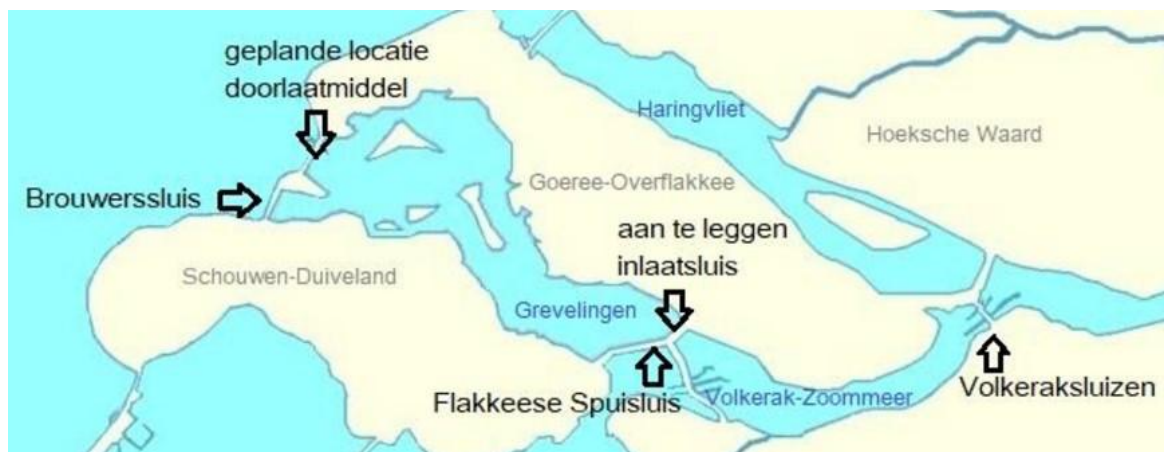 geplande locatie
doorlaatmiddel
Haringvliet
Hoeksche Waard
Brouwerssluis
Goeree-Overflakkee
aan te leggen
inlaatsluis
Schouwen-Duiveland
Grevelingen
Flakkeese Spuisluis
Volkerak-Zoommeer
Volkeraksluizen